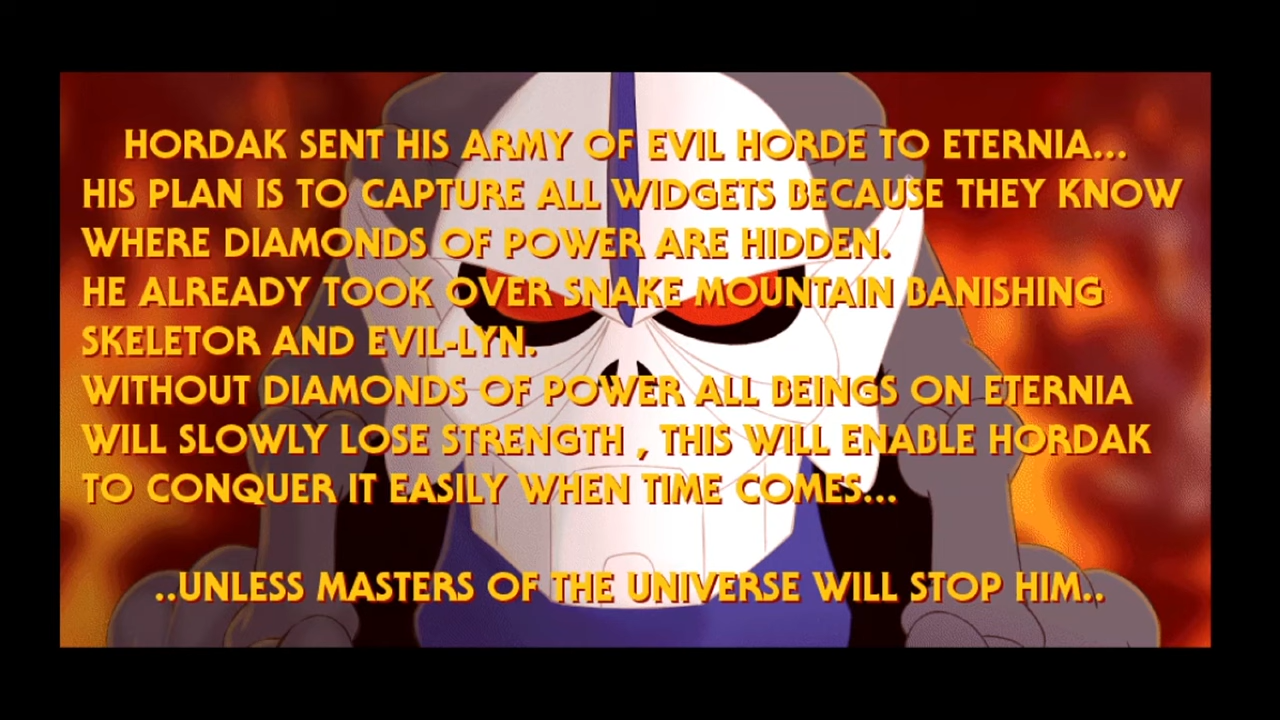 HORDAK SENT HIS ARMY OF EVIL HORDE TO ETERNIA...
HIS PLAN IS TO CAPTURE ALL WIDGETS BECAUSE THEY KNOW
WHERE DIAMONDS OF POWER ARE HIDDEN.
HE ALREADY TOOK OVER SNAKE MOUNTAIN BANISHING
SKELETOR AND EVIL-LYN.
WITHOUT DIAMONDS OF POWER ALL BEINGS ON ETERNIA
WILL SLOWLY LOSE STRENGTH , THIS WILL ENABLE HORDAK
TO CONQUER IT EASILY WHEN TIME COMES...
..UNLESS MASTERS OF THE UNIVERSE WILL STOP HIM..